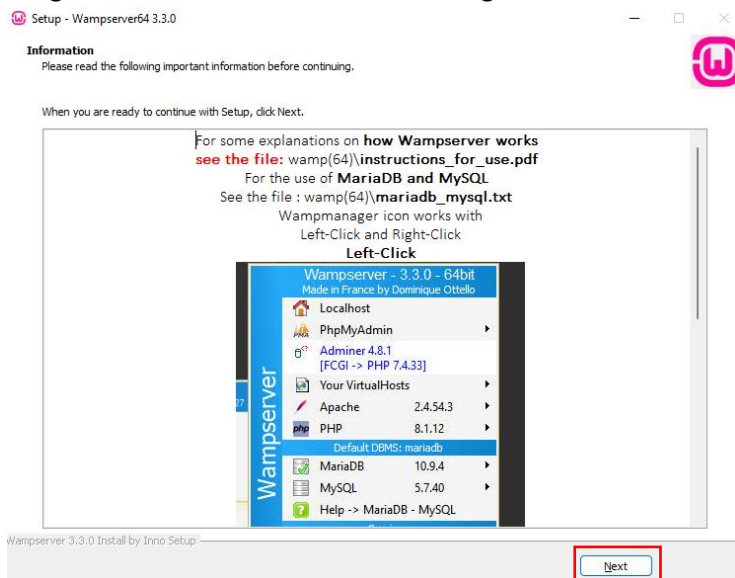 Setup - Wampserver64 3.3.0
Information
Please read the following important information before continuing.
When you are ready to continue with Setup, click Next.
For some explanations on how Wampserver works
see the file: wamp(64)\instructions_for_use.pdf
For the use of MariaDB and MySQL
See the file : wamp(64)\mariadb_mysql.txt
Wampmanager icon works with
Left-Click and Right-Click
Left-Click
Wampserver
Wampserver - 3.3.0 - 64bit
Made in France by Dominique Ottello
Localhost
PhpMyAdmin
Adminer 4.8.1
[FCGI -> PHP 7.4.33]
Your VirtualHosts
Apache 2.4.54.3
php PHP 8.1.12
Default DBMS: mariadb
MariaDB 10.9.4
MySQL 5.7.40
Help -> MariaDB - MySQL
Wampserver 3.3.0 Install by Inno Setup
Next